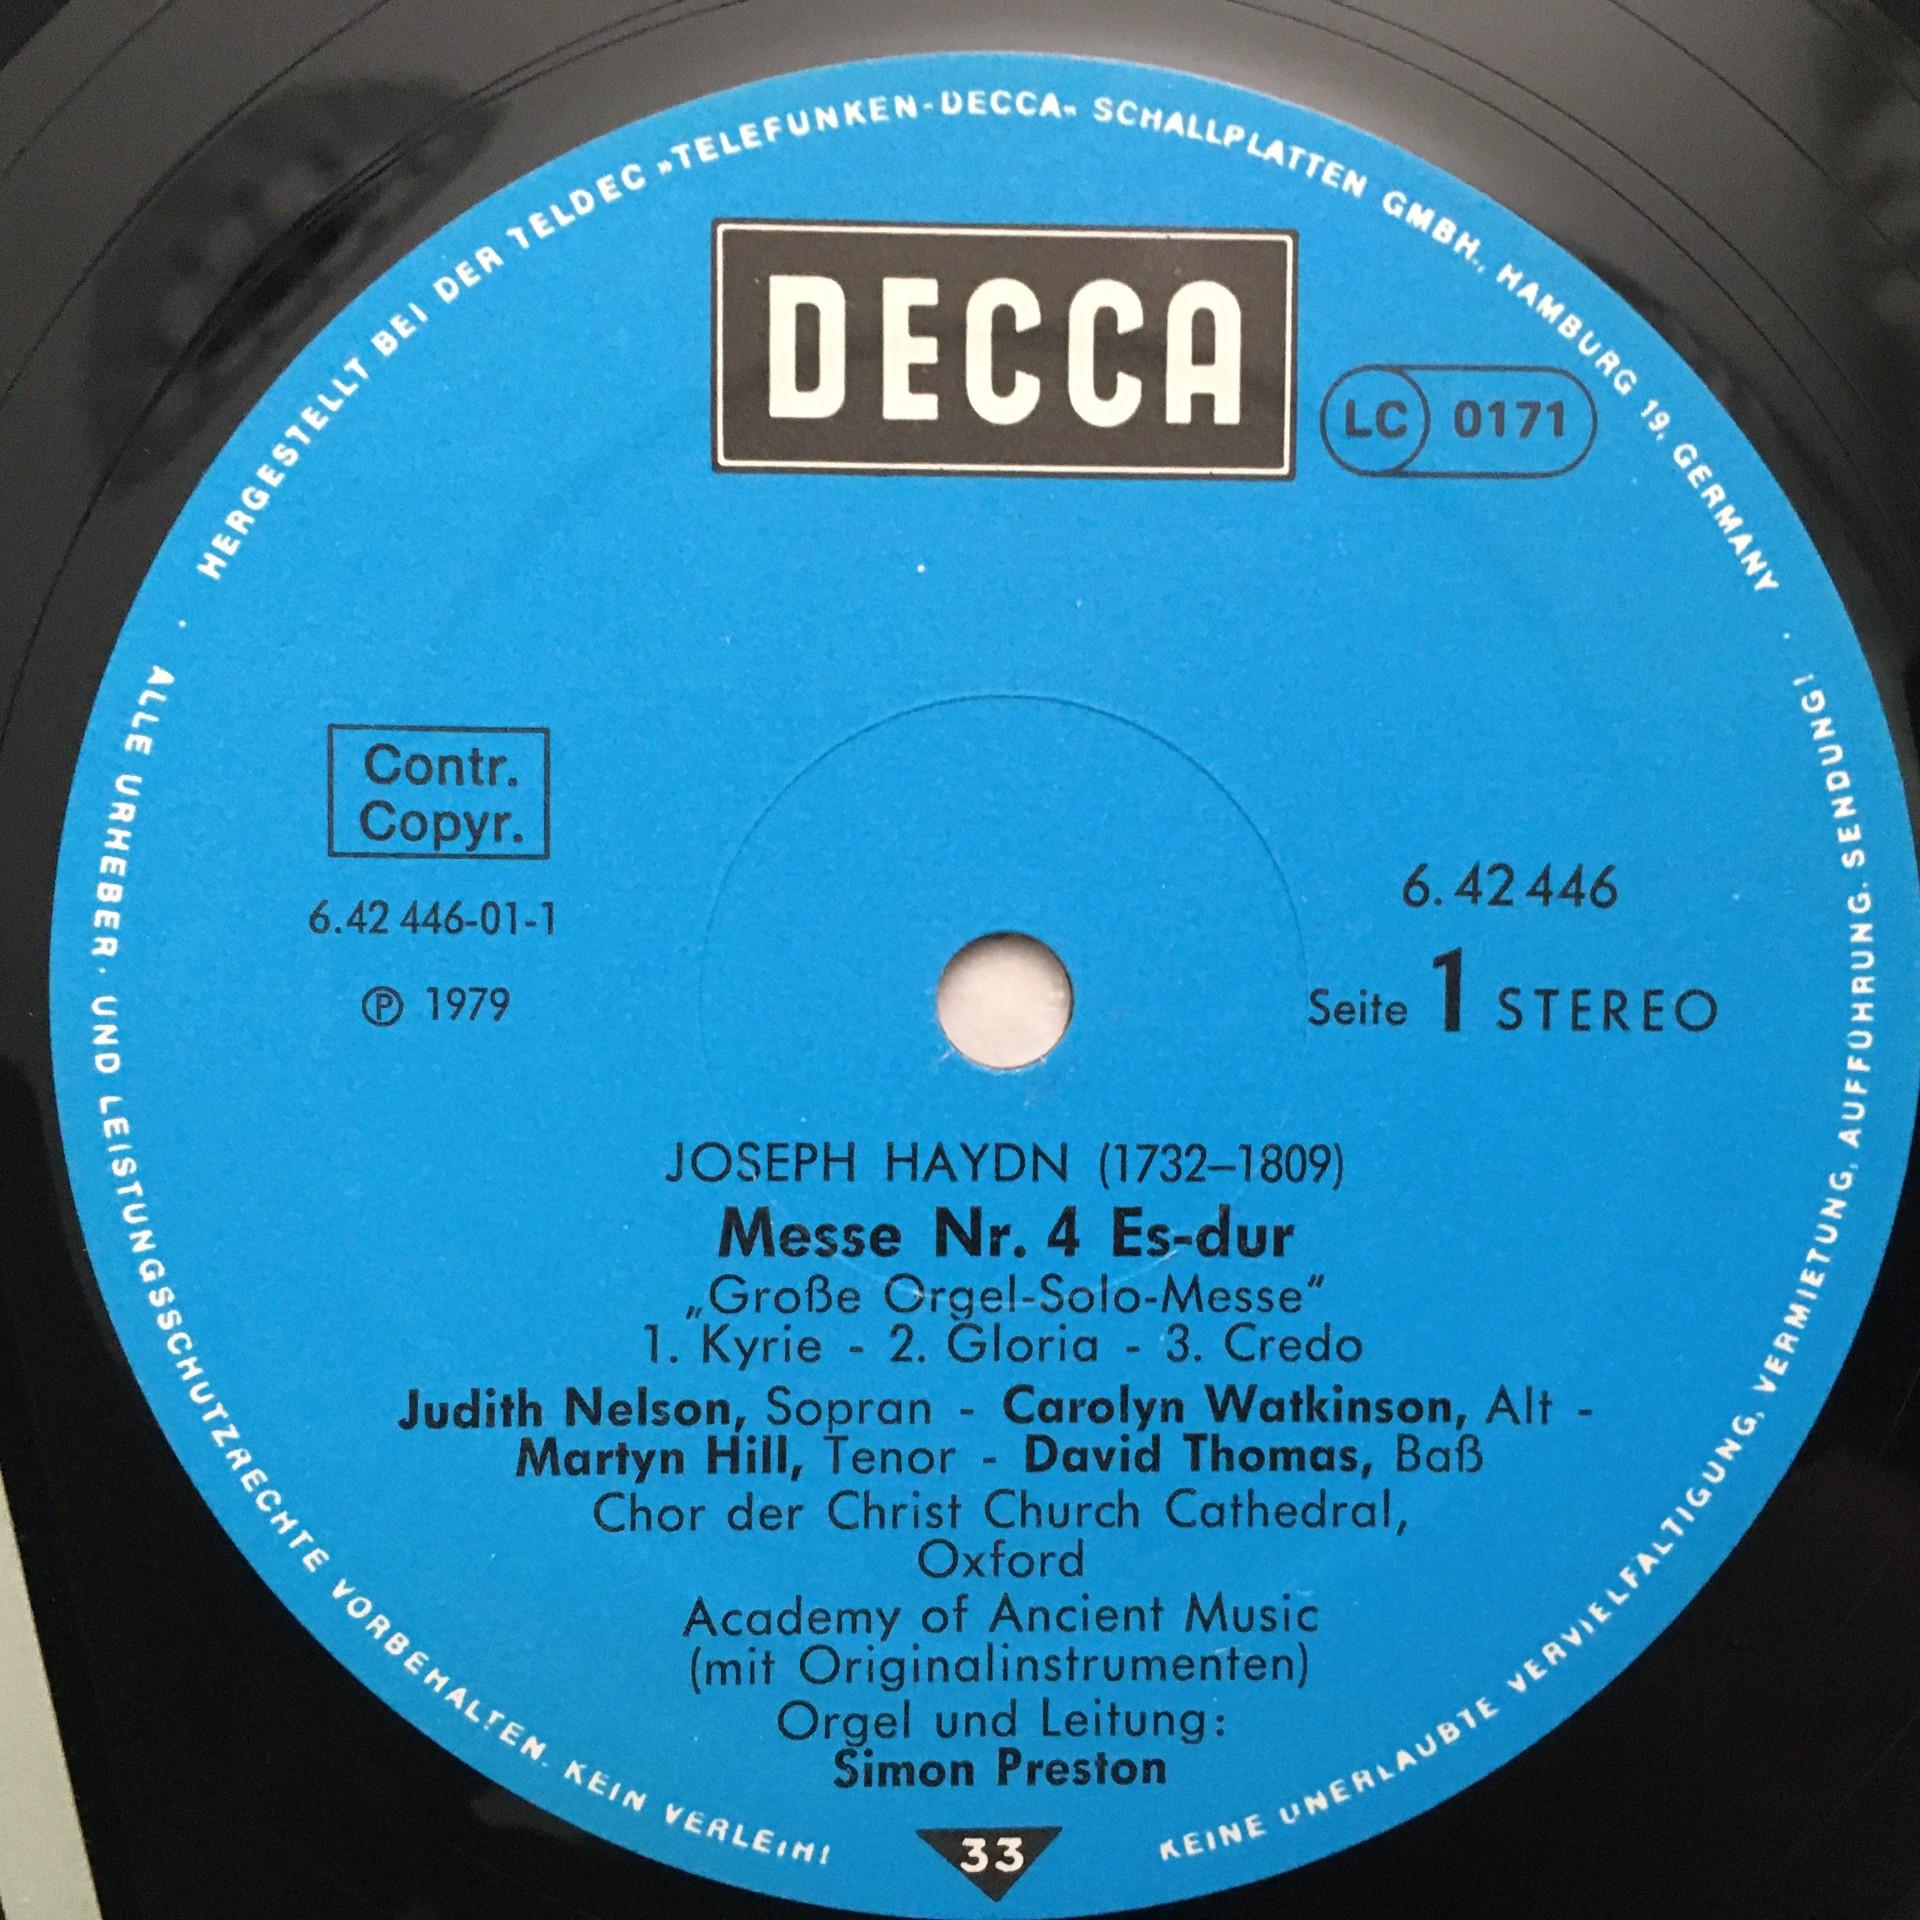 HERGESTELLT BEI DER TELDEC »TELEFUNKEN-DECCA« SCHALLPLATTEN GMBH., HAMBURG 19, GERMANY
DECCA
LC 0171
Contr.
Copyr.
6.42 446-01-1
Ⓟ 1979
6.42446
Seite 1 STEREO
JOSEPH HAYDN (1732–1809)
Messe Nr. 4 Es-dur
„Große Orgel-Solo-Messe"
1. Kyrie - 2. Gloria - 3. Credo
Judith Nelson, Sopran - Carolyn Watkinson, Alt -
Martyn Hill, Tenor - David Thomas, Baß
Chor der Christ Church Cathedral,
Oxford
Academy of Ancient Music
(mit Originalinstrumenten)
Orgel und Leitung:
Simon Preston
33
ALLE URHEBER- UND LEISTUNGSSCHUTZRECHTE VORBEHALTEN. KEIN VERLEIH!
KEINE UNERLAUBTE VERVIELFÄLTIGUNG, VERMIETUNG, AUFFÜHRUNG, SENDUNG!